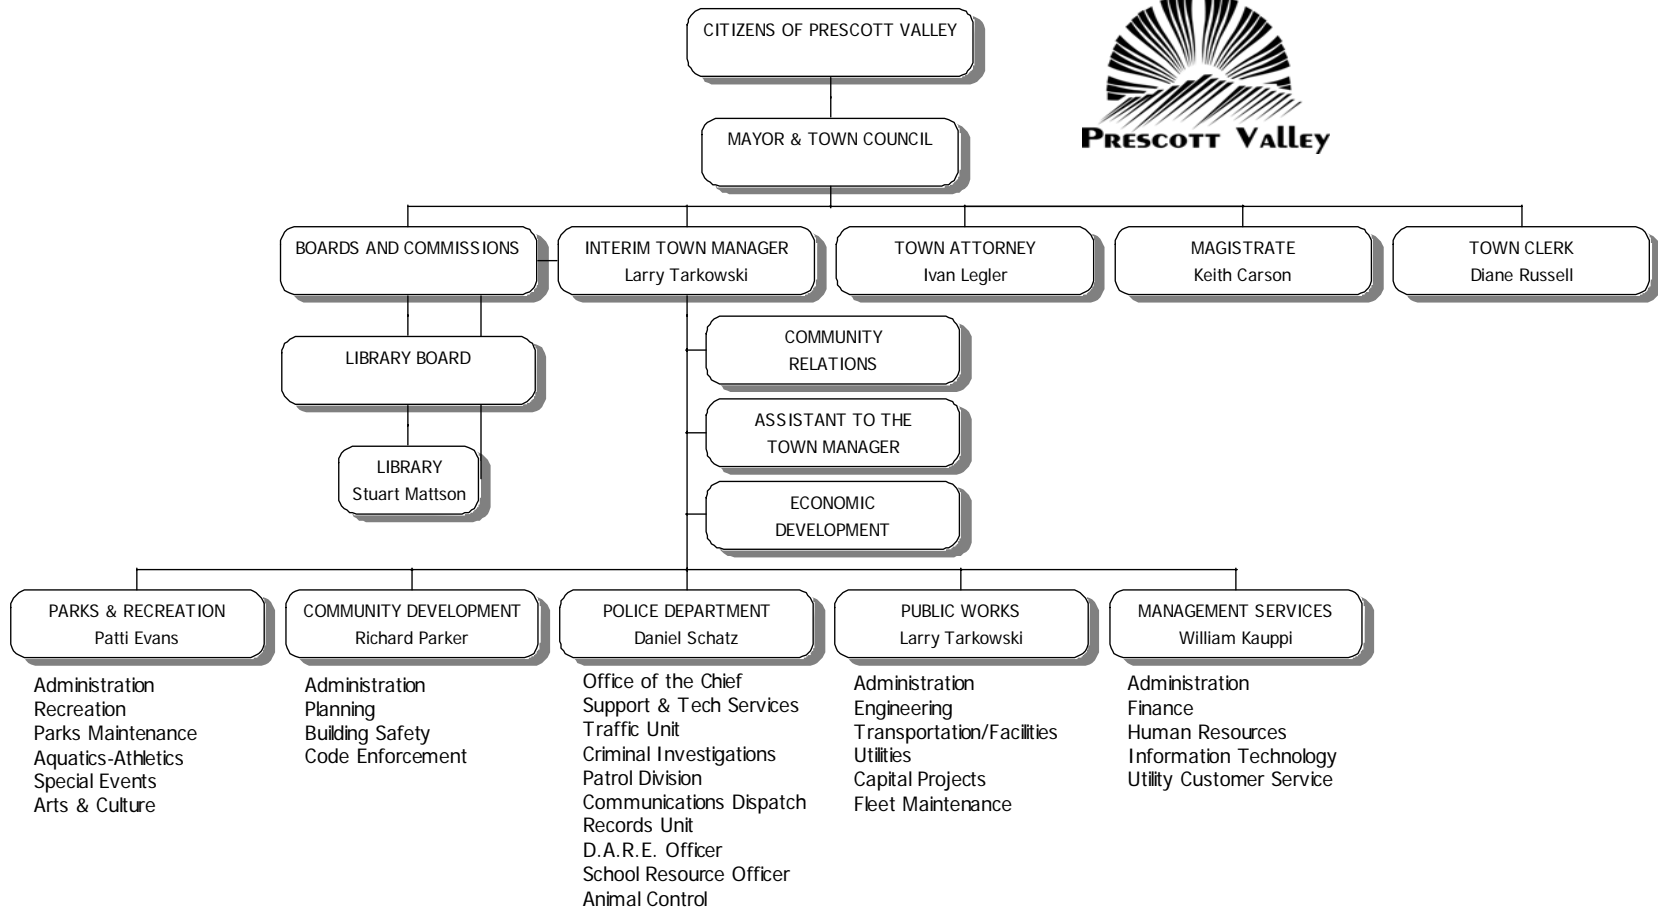 CITIZENS OF PRESCOTT VALLEY
PRESCOTT VALLEY
MAYOR & TOWN COUNCIL
BOARDS AND COMMISSIONS
INTERIM TOWN MANAGER
Larry Tarkowski
TOWN ATTORNEY
Ivan Legler
MAGISTRATE
Keith Carson
TOWN CLERK
Diane Russell
COMMUNITY
RELATIONS
LIBRARY BOARD
ASSISTANT TO THE
TOWN MANAGER
LIBRARY
Stuart Mattson
ECONOMIC
DEVELOPMENT
PARKS & RECREATION
Patti Evans
Administration
Recreation
Parks Maintenance
Aquatics-Athletics
Special Events
Arts & Culture
COMMUNITY DEVELOPMENT
Richard Parker
Administration
Planning
Building Safety
Code Enforcement
POLICE DEPARTMENT
Daniel Schatz
Office of the Chief
Support & Tech Services
Traffic Unit
Criminal Investigations
Patrol Division
Communications Dispatch
Records Unit
D.A.R.E. Officer
School Resource Officer
Animal Control
PUBLIC WORKS
Larry Tarkowski
Administration
Engineering
Transportation/Facilities
Utilities
Capital Projects
Fleet Maintenance
MANAGEMENT SERVICES
William Kauppi
Administration
Finance
Human Resources
Information Technology
Utility Customer Service